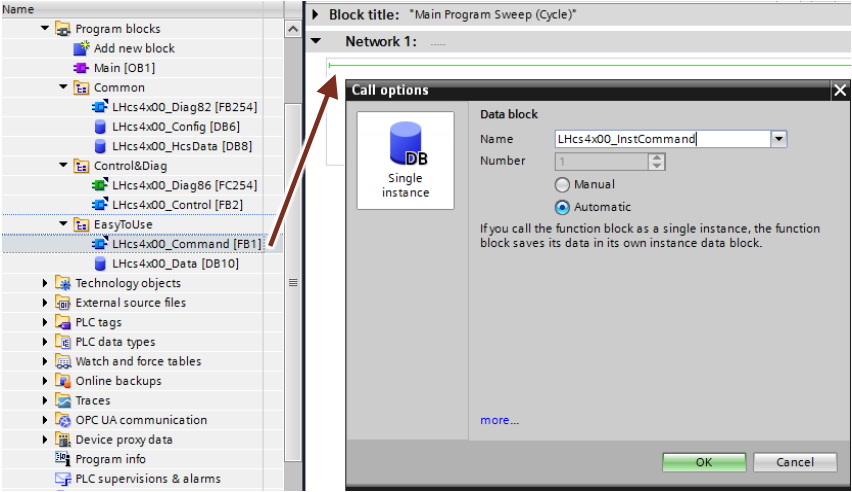 Name
Program blocks
Add new block
Main [OB1]
Common
LHcs4x00_Diag82 [FB254]
LHcs4x00_Config [DB6]
LHcs4x00_HcsData [DB8]
Control&Diag
LHcs4x00_Diag86 [FC254]
LHcs4x00_Control [FB2]
EasyToUse
LHcs4x00_Command [FB1]
LHcs4x00_Data [DB10]
Technology objects
External source files
PLC tags
PLC data types
Watch and force tables
Online backups
Traces
OPC UA communication
Device proxy data
Program info
PLC supervisions & alarms
Block title: "Main Program Sweep (Cycle)"
Network 1: .....
Call options
DB
Single
instance
Data block
Name LHcs4x00_InstCommand
Number 1
Manual
Automatic
If you call the function block as a single instance, the function
block saves its data in its own instance data block.
more...
OK Cancel